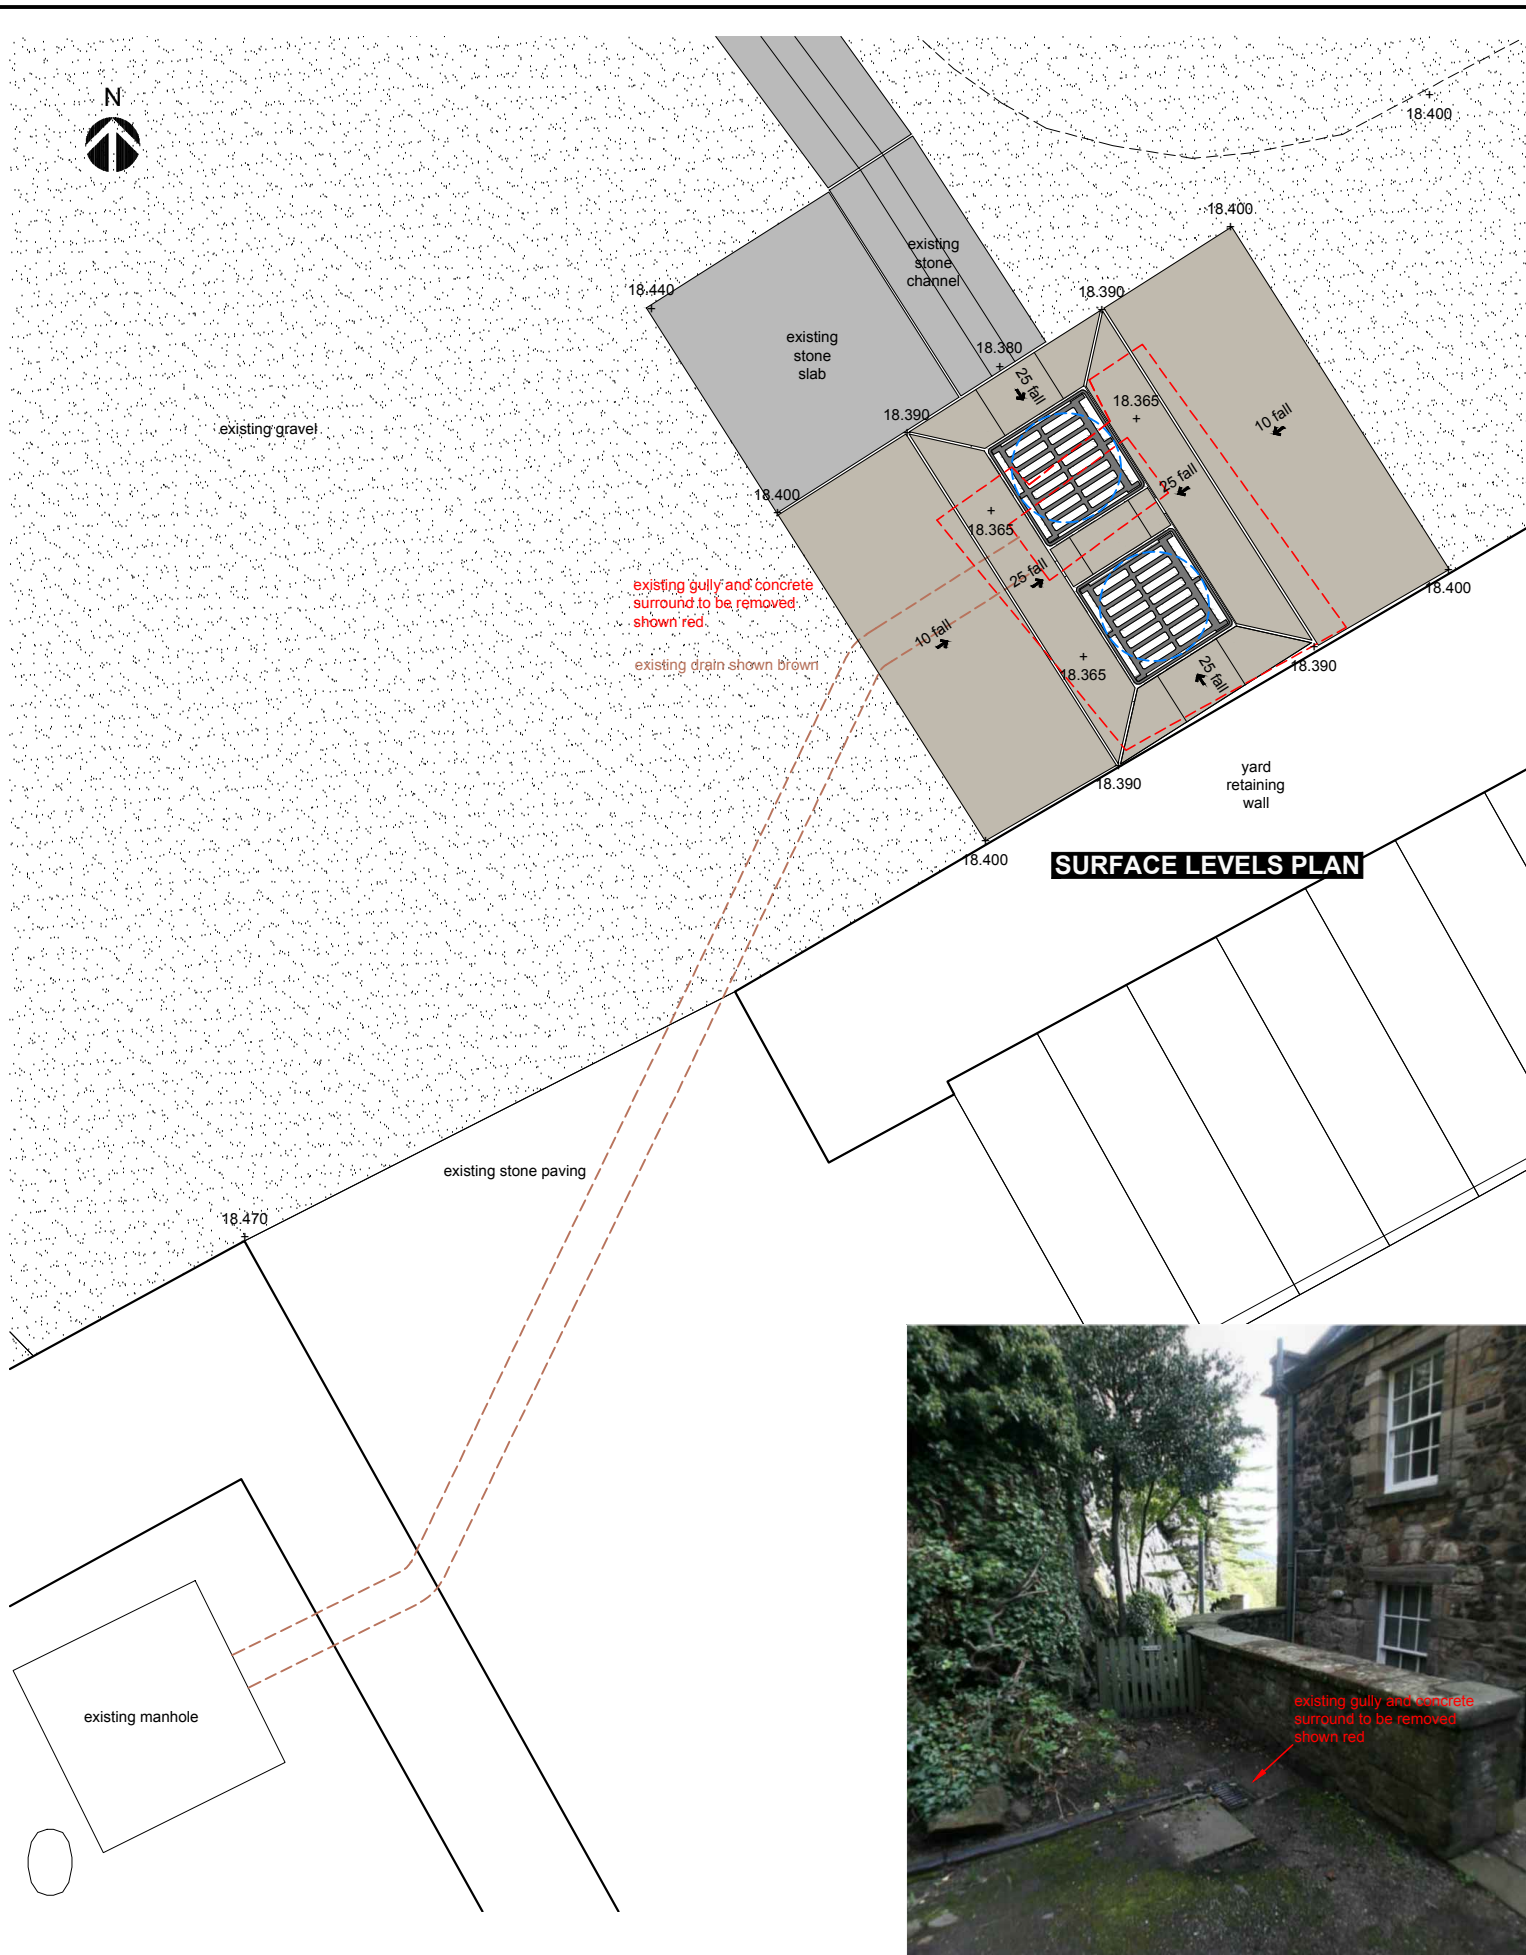 N
18.400
18.400
existing
stone
channel
18.440
18.390
existing
stone
slab
18.380
25 fall
18.390
18.365
10 fall
existing gravel
25 fall
18.400
18.365
25 fall
existing gully and concrete
surround to be removed
shown red
18.400
10 fall
existing drain shown brown
18.365
25 fall
18.390
18.390
yard
retaining
wall
18.400
SURFACE LEVELS PLAN
existing stone paving
18.470
existing gully and concrete
surround to be removed
shown red
existing manhole